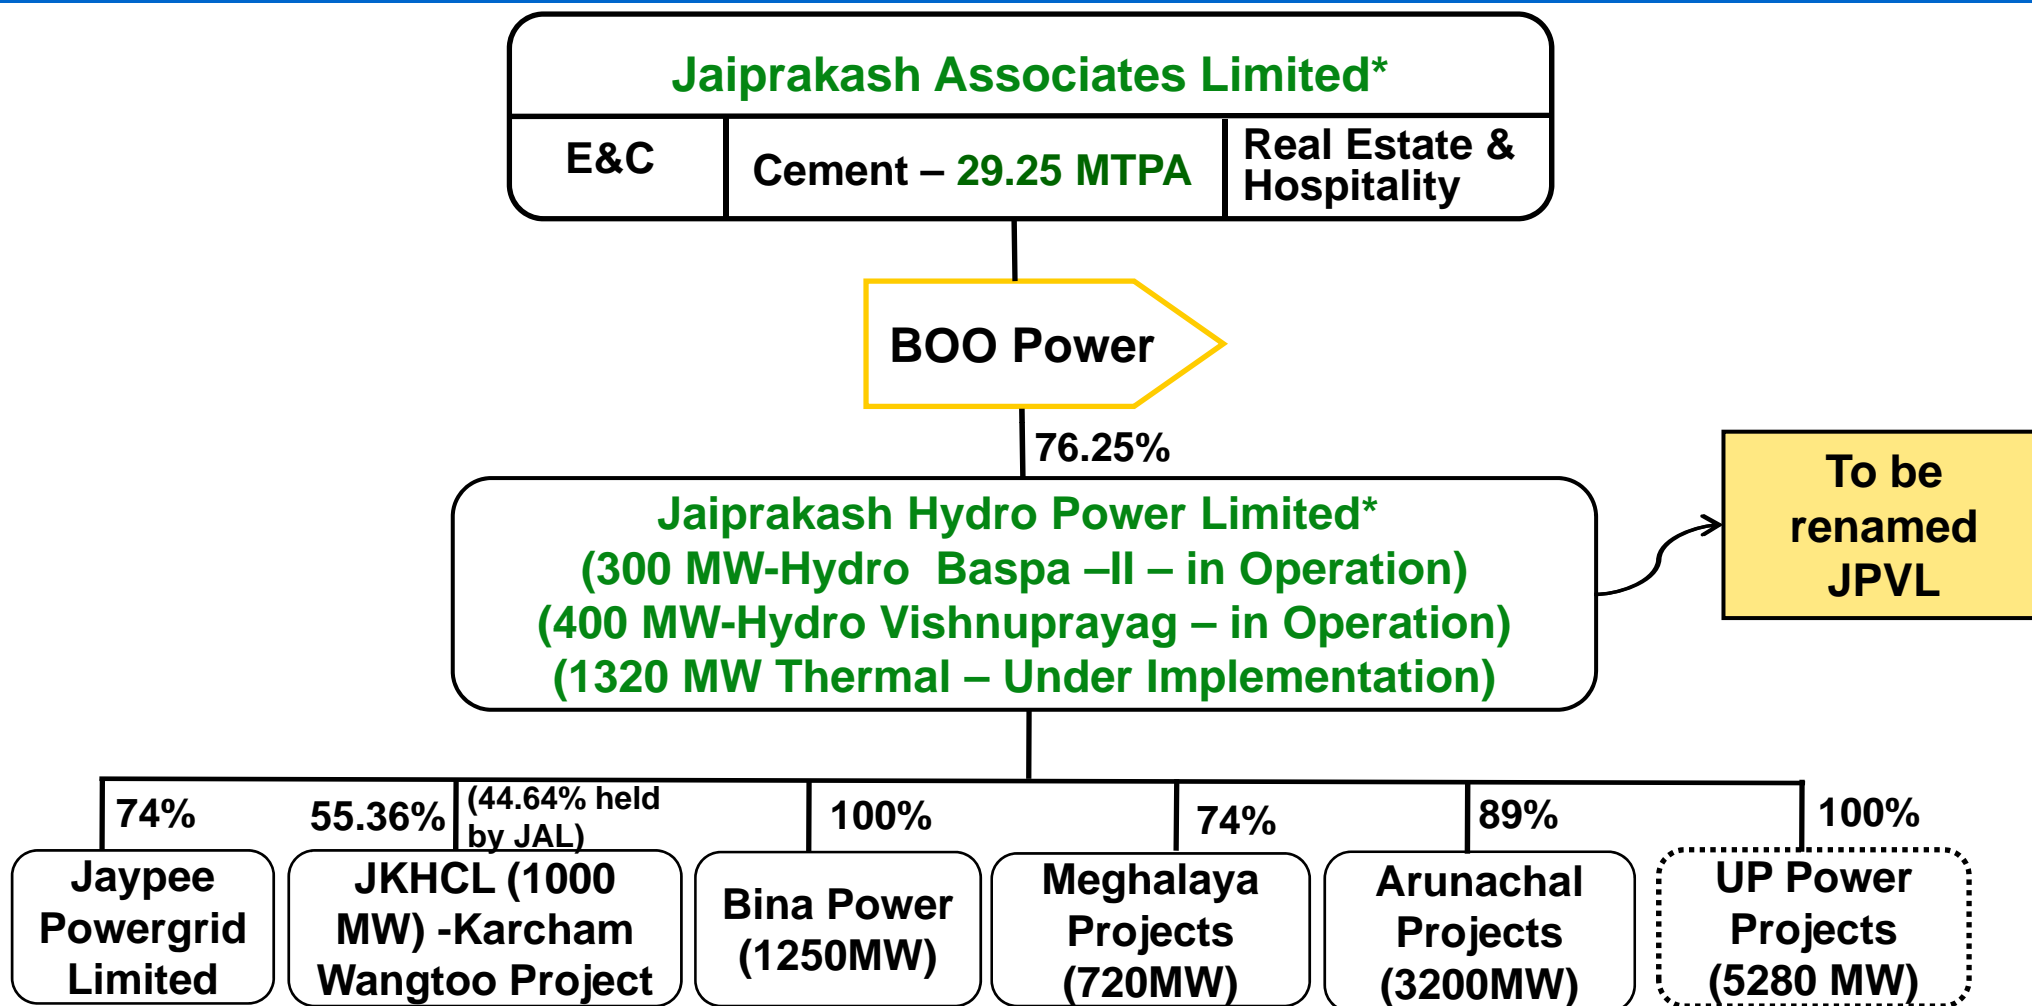 Jaiprakash Associates Limited*
E&C
Cement – 29.25 MTPA
Real Estate &
Hospitality
BOO Power
76.25%
Jaiprakash Hydro Power Limited*
(300 MW-Hydro Baspa –II – in Operation)
(400 MW-Hydro Vishnuprayag – in Operation)
(1320 MW Thermal – Under Implementation)
To be
renamed
JPVL
74%
55.36%
(44.64% held
by JAL)
100%
74%
89%
100%
Jaypee
Powergrid
Limited
JKHCL (1000
MW) -Karcham
Wangtoo Project
Bina Power
(1250MW)
Meghalaya
Projects
(720MW)
Arunachal
Projects
(3200MW)
UP Power
Projects
(5280 MW)